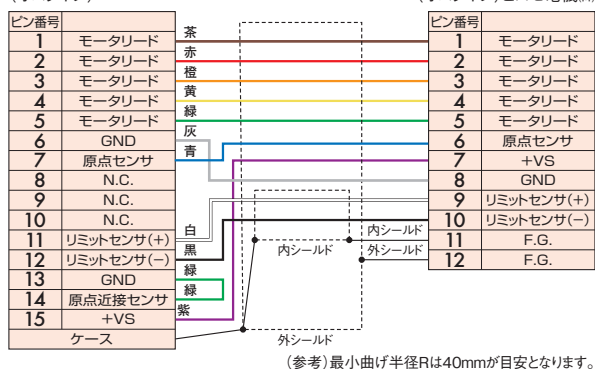 ピン番号
1 モータリード
2 モータリード
3 モータリード
4 モータリード
5 モータリード
6 GND
7 原点センサ
8 N.C.
9 N.C.
10 N.C.
11 リミットセンサ(+)
12 リミットセンサ(−)
13 GND
14 原点近接センサ
15 +VS
ケース
茶
赤
橙
黄
緑
灰
青
白
黒
緑
緑
紫
内シールド
外シールド
内シールド
外シールド
ピン番号
1 モータリード
2 モータリード
3 モータリード
4 モータリード
5 モータリード
6 原点センサ
7 +VS
8 GND
9 リミットセンサ(+)
10 リミットセンサ(−)
11 F.G.
12 F.G.
(参考)最小曲げ半径Rは40mmが目安となります。